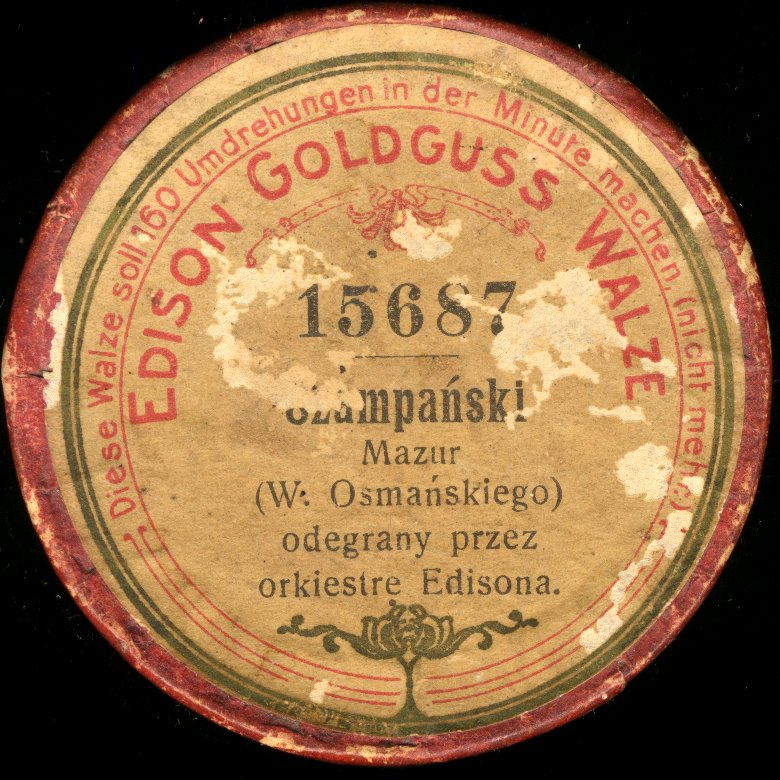 Diese Walze soll 160 Umdrehungen in der Minute machen, (nicht mehr.)
EDISON GOLDGUSS WALZE
15687
Szampański
Mazur
(W. Osmańskiego)
odegrany przez
orkiestre Edisona.